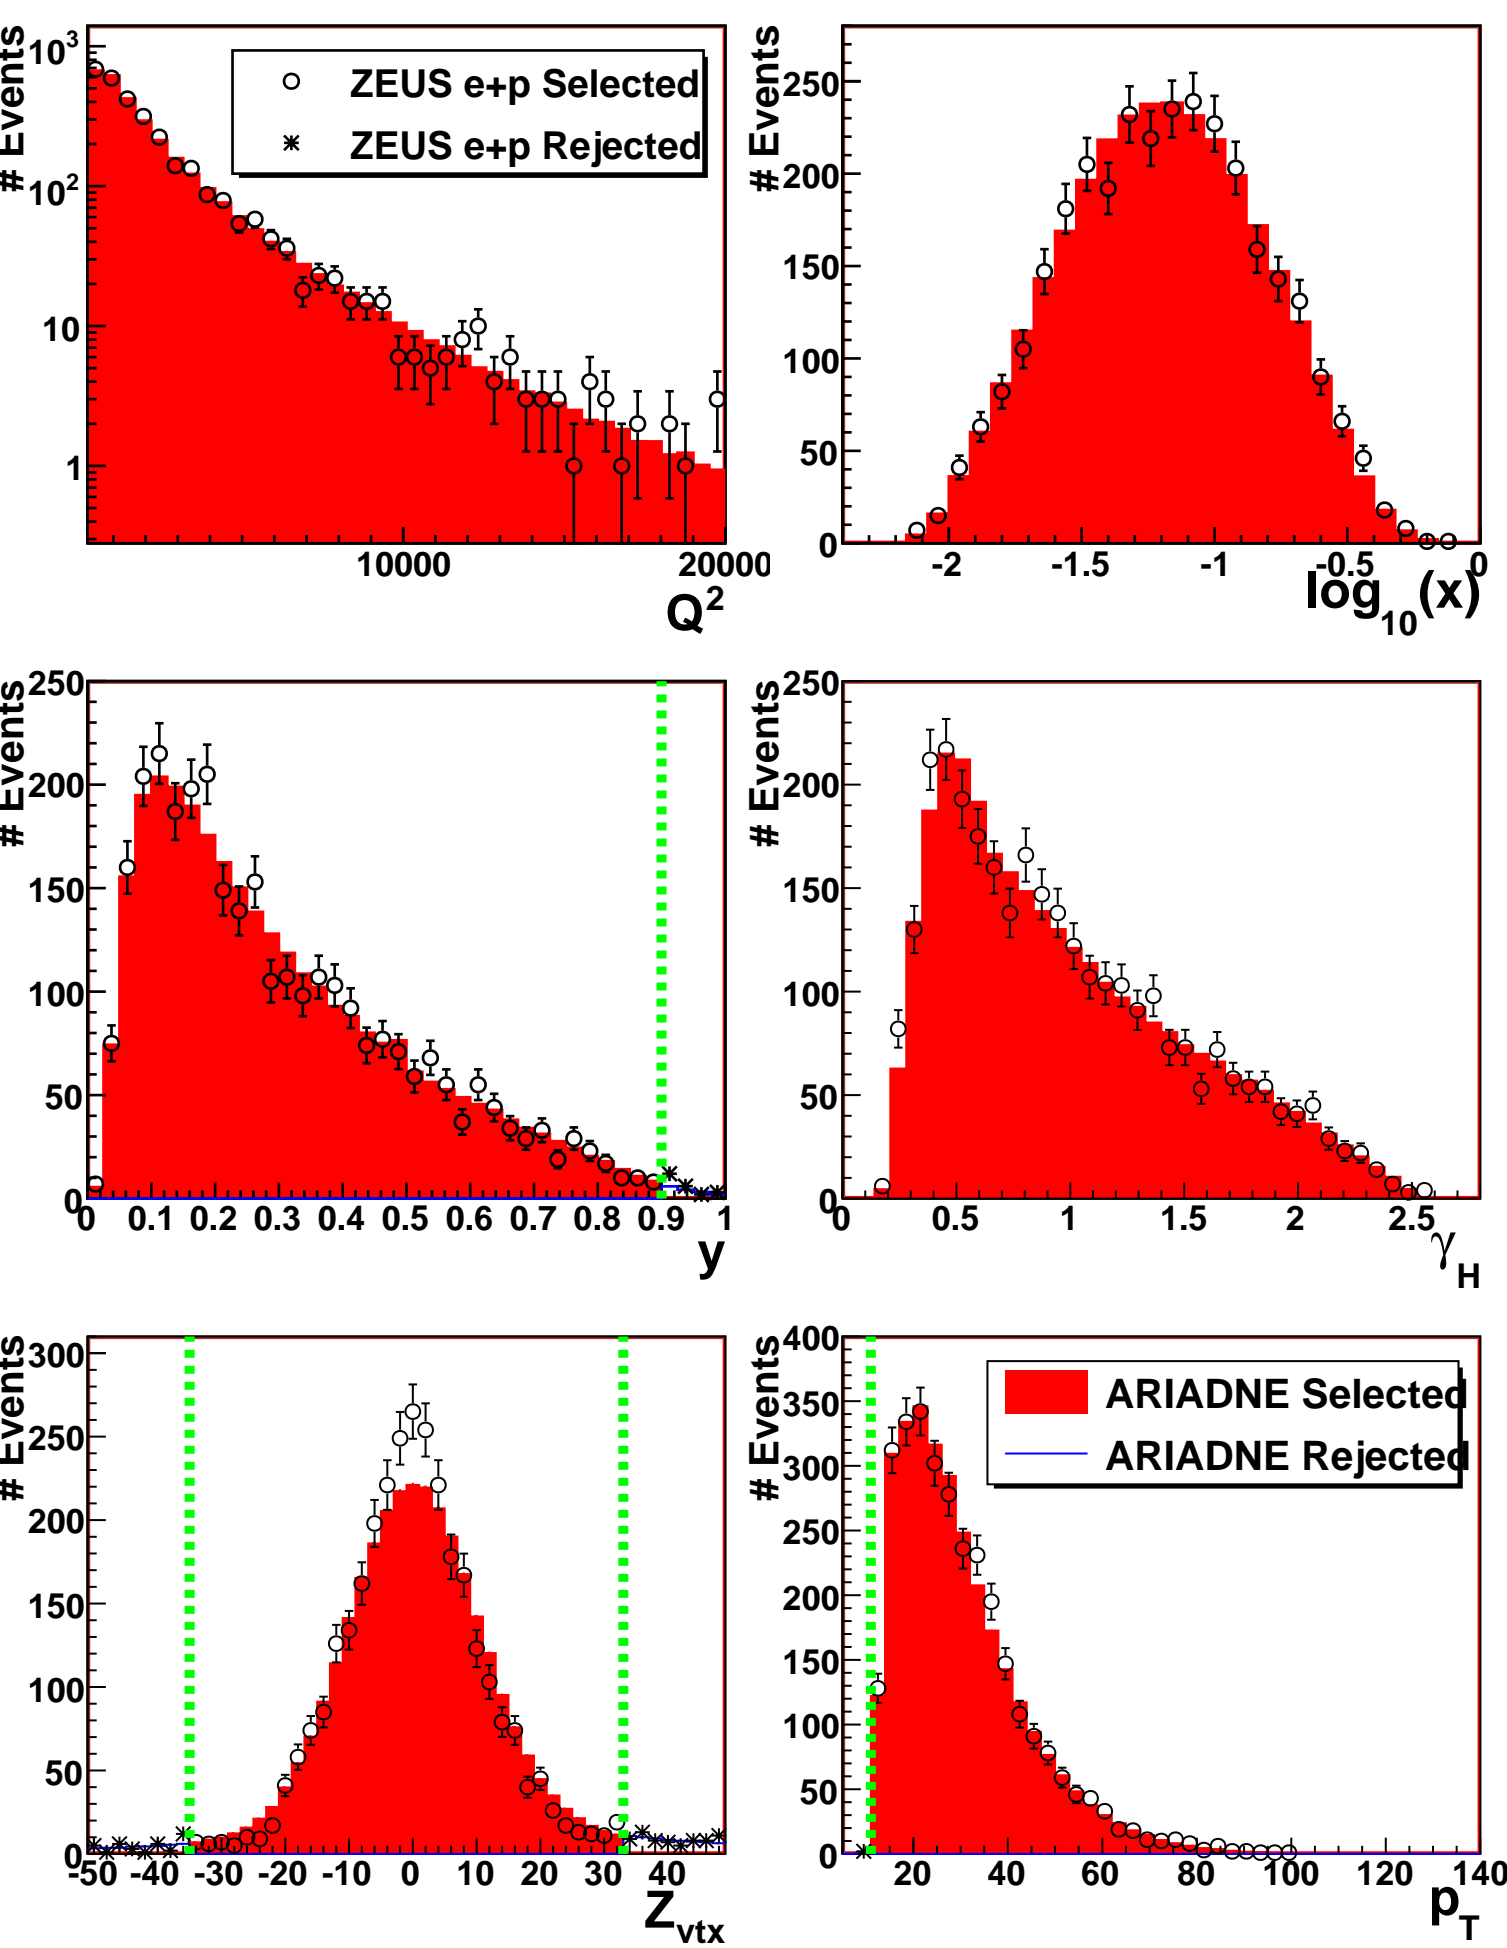 # Events
10³
10²
10
1
ZEUS e+p Selected
ZEUS e+p Rejected
10000 20000
Q²
# Events
250
200
150
100
50
0
-2 -1.5 -1 -0.5 0
log₁₀(x)
# Events
250
200
150
100
50
0
0 0.1 0.2 0.3 0.4 0.5 0.6 0.7 0.8 0.9 1
y
# Events
250
200
150
100
50
0
0 0.5 1 1.5 2 2.5
γ_H
# Events
300
250
200
150
100
50
0
-50 -40 -30 -20 -10 0 10 20 30 40
Z_vtx
# Events
400
350
300
250
200
150
100
50
0
ARIADNE Selected
ARIADNE Rejected
20 40 60 80 100 120 140
p_T